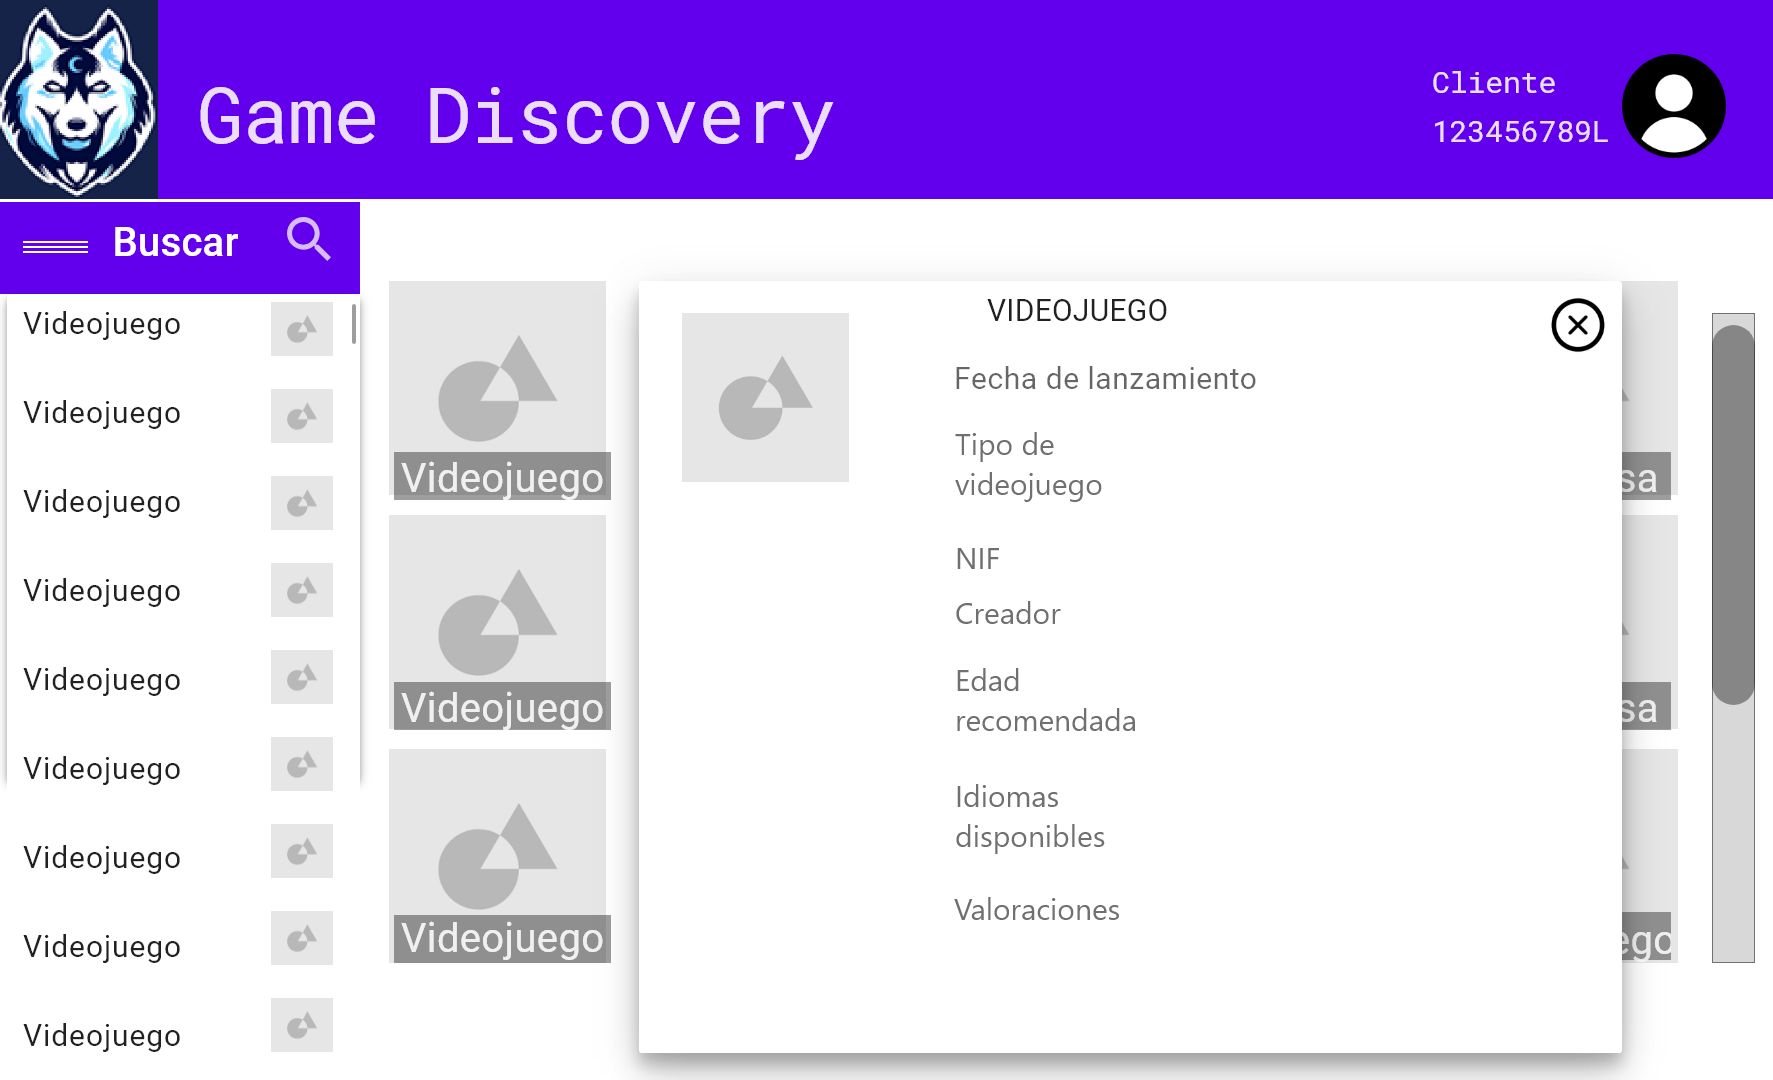 Game Discovery
Cliente
123456789L
Buscar
Videojuego
Videojuego
Videojuego
Videojuego
Videojuego
Videojuego
Videojuego
Videojuego
Videojuego
Videojuego
Videojuego
Videojuego
VIDEOJUEGO
Fecha de lanzamiento
Tipo de
videojuego
NIF
Creador
Edad
recomendada
Idiomas
disponibles
Valoraciones
sa
sa
ego